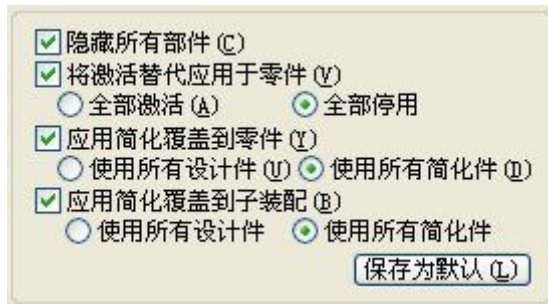 隐藏所有部件(C)
将激活替代应用于零件(V)
全部激活(A) 全部停用
应用简化覆盖到零件(Y)
使用所有设计件(U) 使用所有简化件(D)
应用简化覆盖到子装配(B)
使用所有设计件 使用所有简化件
保存为默认(L)